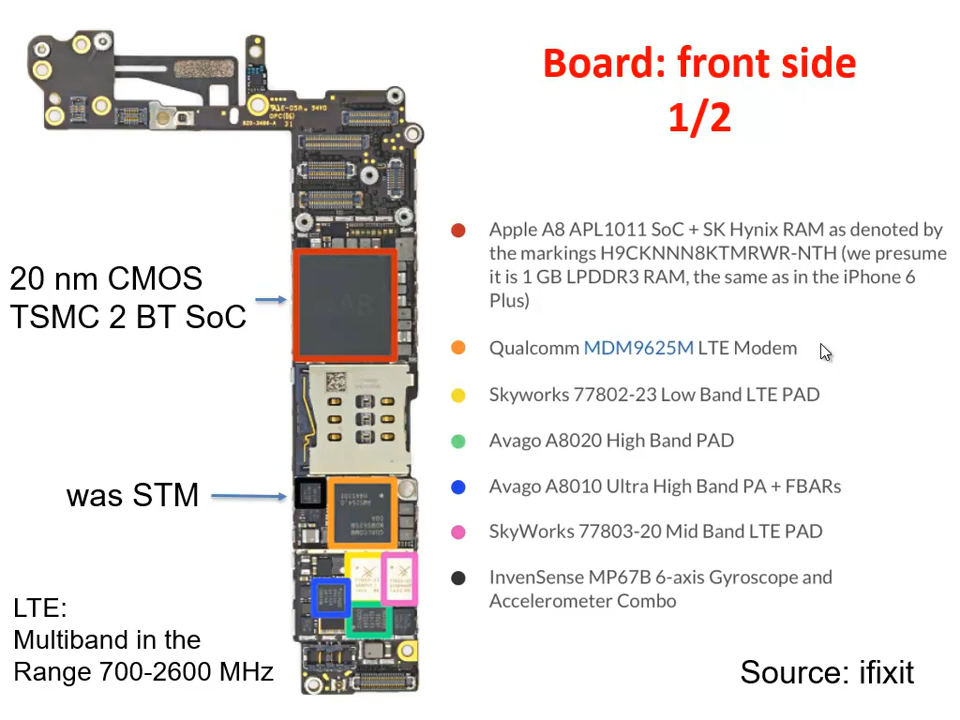 Board: front side
1/2
Apple A8 APL1011 SoC + SK Hynix RAM as denoted by
the markings H9CKNNN8KTMRWR-NTH (we presume
it is 1 GB LPDDR3 RAM, the same as in the iPhone 6
Plus)
20 nm CMOS
TSMC 2 BT SoC
Qualcomm MDM9625M LTE Modem
Skyworks 77802-23 Low Band LTE PAD
Avago A8020 High Band PAD
Avago A8010 Ultra High Band PA + FBARs
was STM
SkyWorks 77803-20 Mid Band LTE PAD
InvenSense MP67B 6-axis Gyroscope and
Accelerometer Combo
LTE:
Multiband in the
Range 700-2600 MHz
Source: ifixit
A8